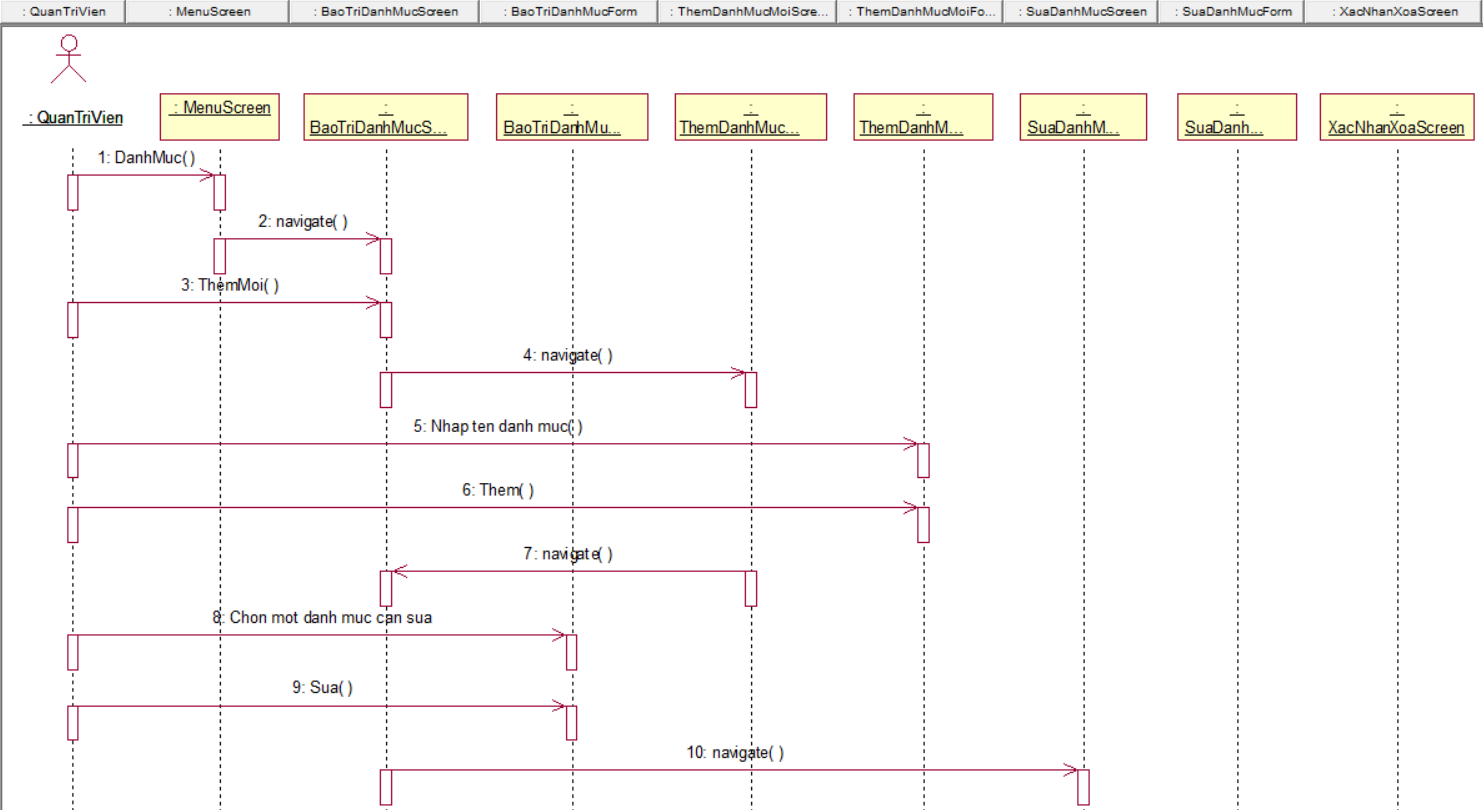 : QuanTriVien
: MenuScreen
: BaoTriDanhMucScreen
: BaoTriDanhMucForm
: ThemDanhMucMoiScre...
: ThemDanhMucMoiFo...
: SuaDanhMucScreen
: SuaDanhMucForm
: XacNhanXoaScreen
: QuanTriVien
: MenuScreen
:
BaoTriDanhMucS...
:
BaoTriDanhMu...
:
ThemDanhMuc...
:
ThemDanhM...
:
SuaDanhM...
:
SuaDanh...
:
XacNhanXoaScreen
1: DanhMuc()
2: navigate( )
3: ThemMoi( )
4: navigate( )
5: Nhap ten danh muc( )
6: Them( )
7: navigate( )
8: Chon mot danh muc can sua
9: Sua( )
10: navigate( )